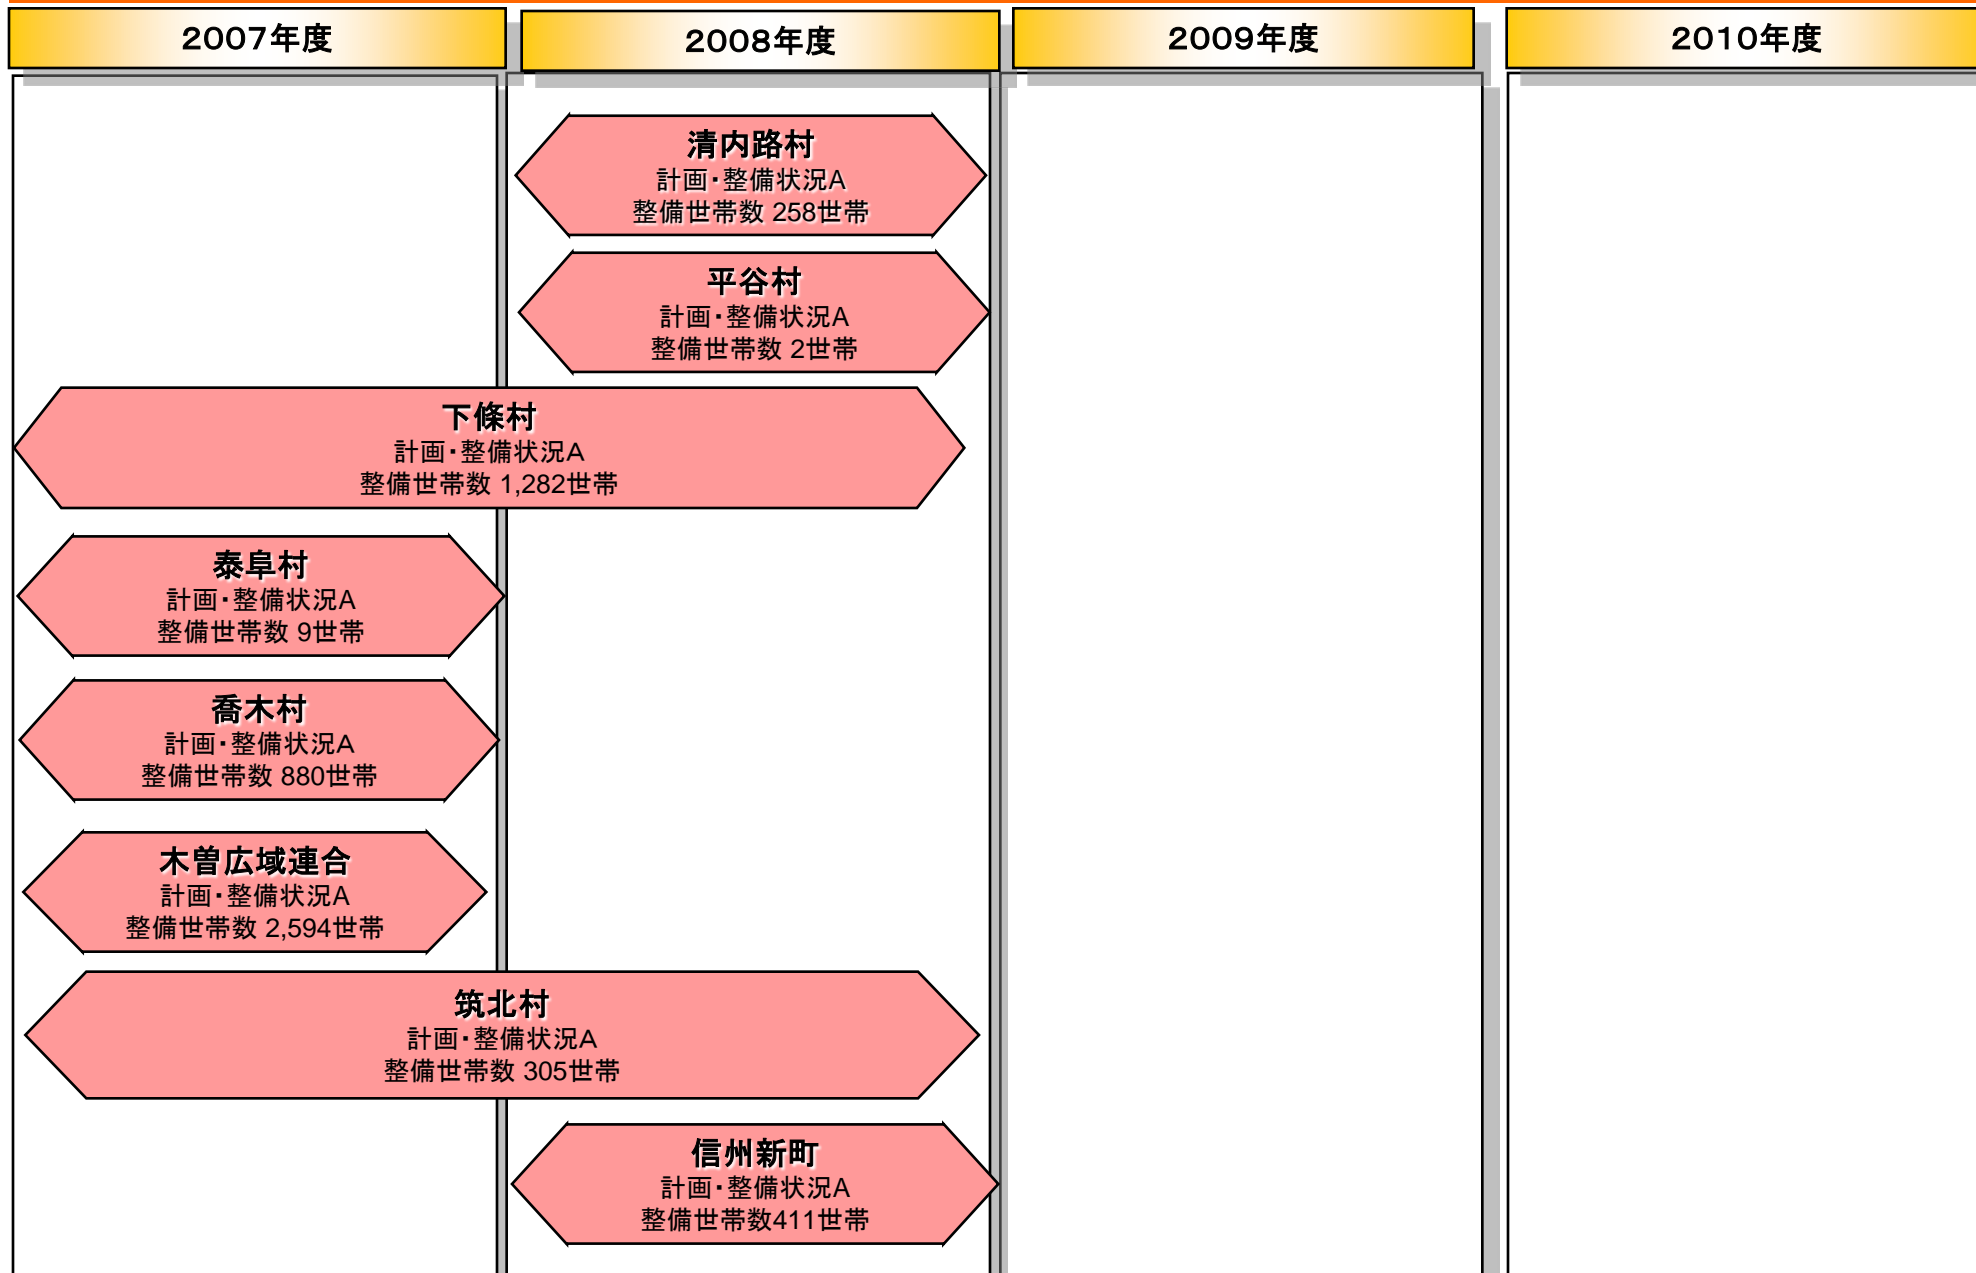 2007年度
2008年度
2009年度
2010年度
清内路村
計画・整備状況A
整備世帯数 258世帯
平谷村
計画・整備状況A
整備世帯数 2世帯
下條村
計画・整備状況A
整備世帯数 1,282世帯
泰阜村
計画・整備状況A
整備世帯数 9世帯
喬木村
計画・整備状況A
整備世帯数 880世帯
木曽広域連合
計画・整備状況A
整備世帯数 2,594世帯
筑北村
計画・整備状況A
整備世帯数 305世帯
信州新町
計画・整備状況A
整備世帯数411世帯